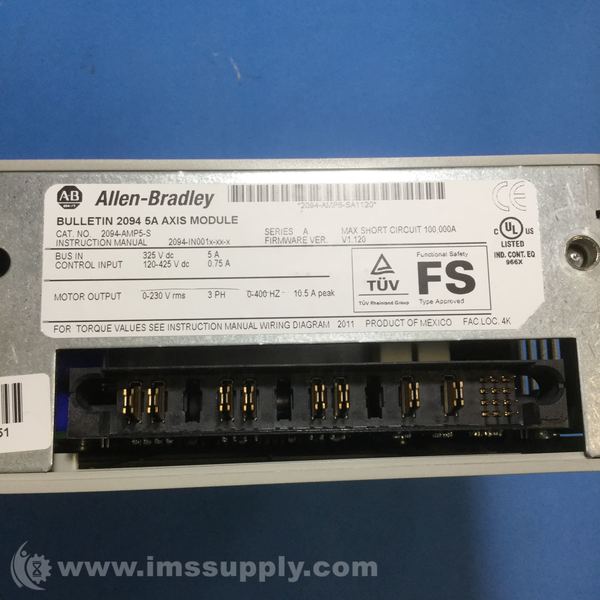 AB Allen-Bradley
*2094-AMP5-SA1120*
BULLETIN 2094 5A AXIS MODULE
CAT. NO. 2094-AMP5-S SERIES A MAX SHORT CIRCUIT 100,000A
INSTRUCTION MANUAL 2094-IN001x-xx-x FIRMWARE VER. V1.120
BUS IN 325 V dc 5 A
CONTROL INPUT 120-425 V dc 0.75 A
MOTOR OUTPUT 0-230 V rms 3 PH 0-400 HZ 10.5 A peak
TÜV
TÜV Rheinland Group
Functional Safety
FS
Type Approved
C UL US
LISTED
IND. CONT. EQ
966X
FOR TORQUE VALUES SEE INSTRUCTION MANUAL WIRING DIAGRAM 2011 PRODUCT OF MEXICO FAC LOC. 4K
51
www.imssupply.com